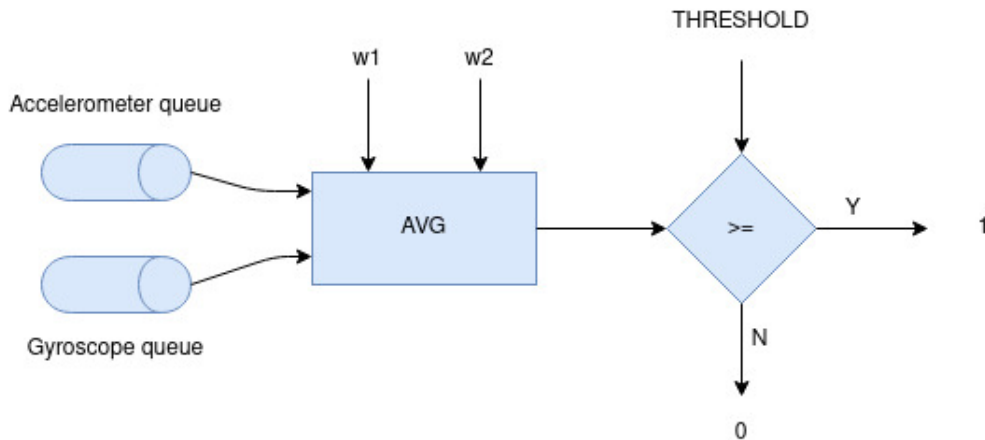 THRESHOLD
w1
w2
Accelerometer queue
AVG
>=
Y
1
Gyroscope queue
N
0